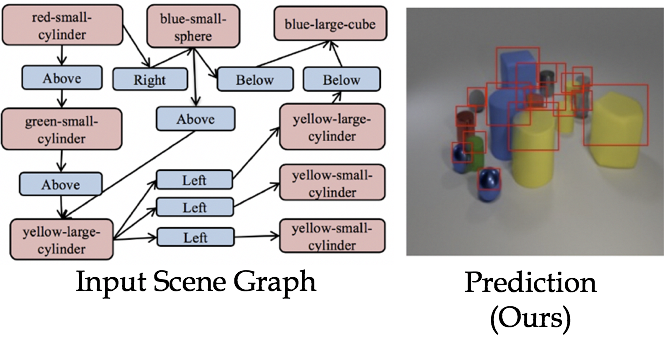 red-small-
cylinder
blue-small-
sphere
blue-large-cube
Above
Right
Below
Below
green-small-
cylinder
Above
yellow-large-
cylinder
Above
Left
yellow-small-
cylinder
Left
yellow-large-
cylinder
Left
yellow-small-
cylinder
Input Scene Graph
Prediction
(Ours)